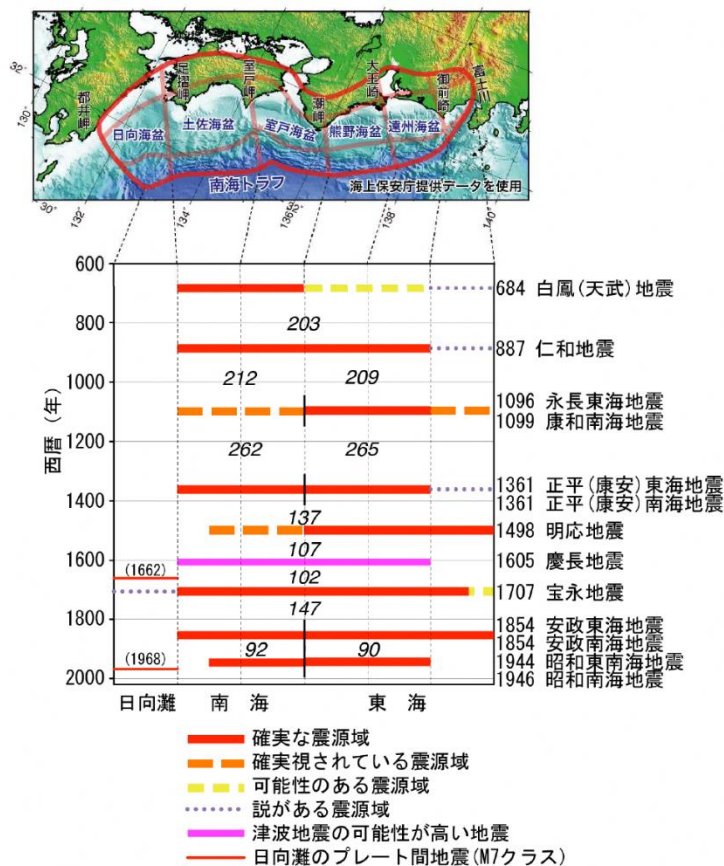 富士川
御前崎
大王崎
潮岬
室戸岬
足摺岬
都井岬
日向海盆
土佐海盆
室戸海盆
熊野海盆
遠州海盆
南海トラフ
海上保安庁提供データを使用
32°
130°
30°
132°
134°
136°
138°
140°
西暦（年）
600
800
1000
1200
1400
1600
1800
2000
203
212
209
262
265
137
107
102
147
92
90
(1662)
(1968)
684 白鳳(天武)地震
887 仁和地震
1096 永長東海地震
1099 康和南海地震
1361 正平(康安)東海地震
1361 正平(康安)南海地震
1498 明応地震
1605 慶長地震
1707 宝永地震
1854 安政東海地震
1854 安政南海地震
1944 昭和東南海地震
1946 昭和南海地震
日向灘 南 海 東 海
確実な震源域
確実視されている震源域
可能性のある震源域
説がある震源域
津波地震の可能性が高い地震
日向灘のプレート間地震(M7クラス)